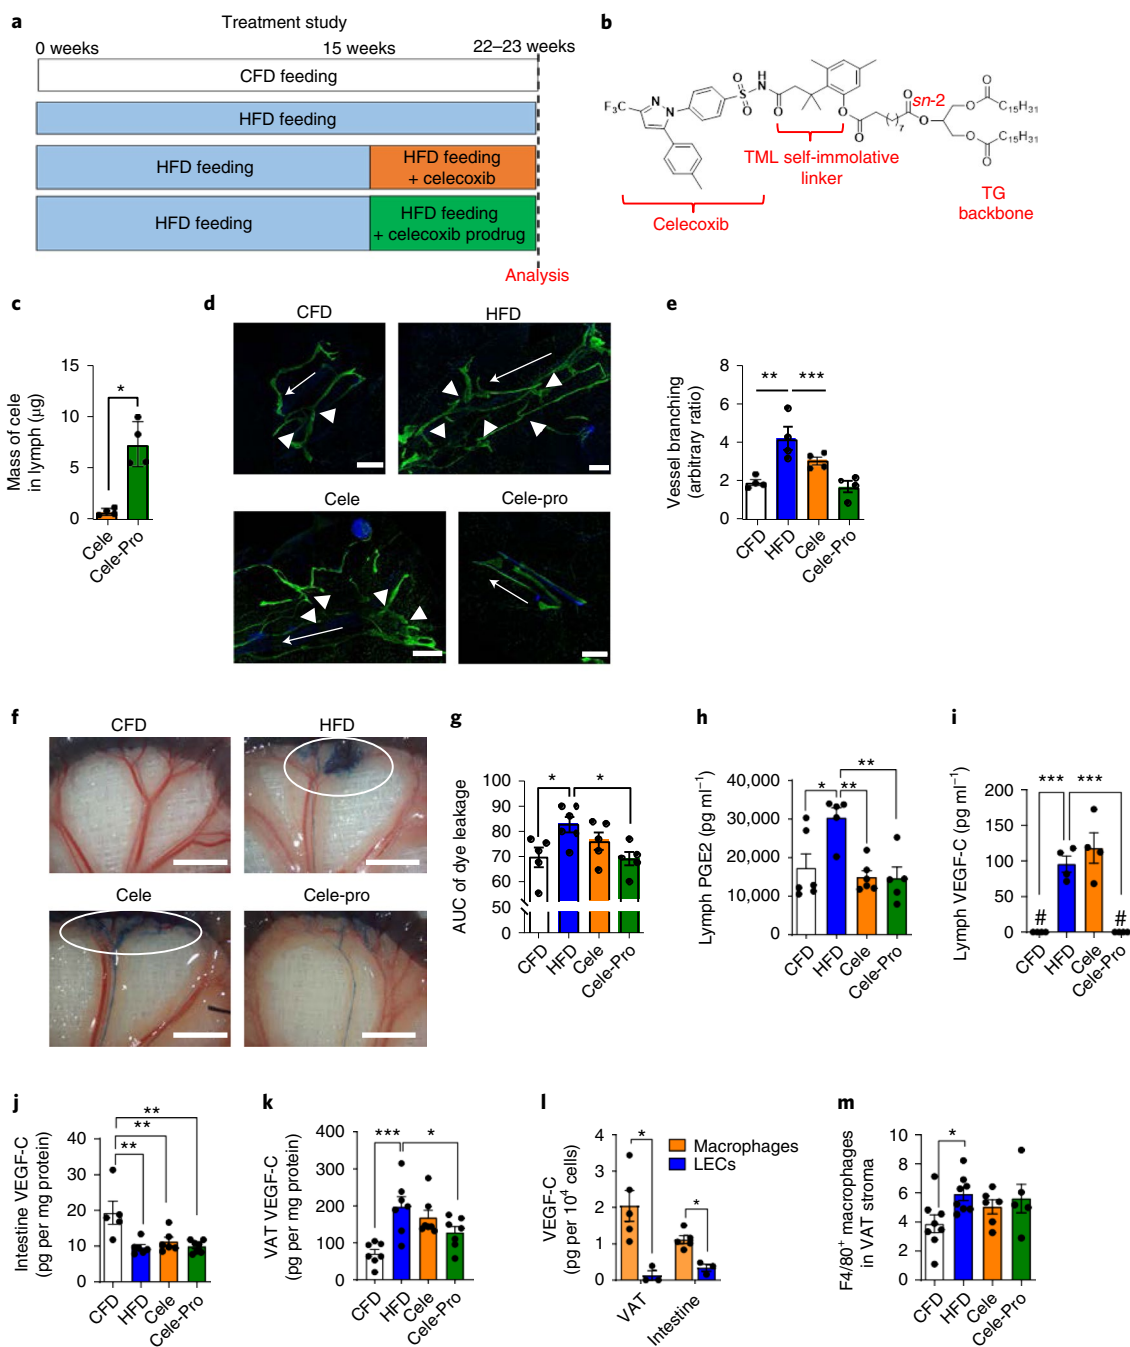 a
Treatment study
0 weeks 15 weeks 22–23 weeks
CFD feeding
HFD feeding
HFD feeding
HFD feeding
+ celecoxib
HFD feeding
HFD feeding
+ celecoxib prodrug
Analysis
b
F3C
N
N
S
O
O
H
N
O
O
O
O
O
sn-2
7
O
O
C15H31
O
O
C15H31
TML self-immolative
linker
Celecoxib
TG
backbone
c
Mass of cele
in lymph (µg)
15
10
5
0
*
Cele
Cele-Pro
d
CFD
HFD
Cele
Cele-pro
e
Vessel branching
(arbitrary ratio)
8
6
4
2
0
**
***
CFD
HFD
Cele
Cele-Pro
f
CFD
HFD
Cele
Cele-pro
g
AUC of dye leakage
100
90
80
70
60
50
0
*
*
CFD
HFD
Cele
Cele-Pro
h
Lymph PGE2 (pg ml−1)
40,000
30,000
20,000
10,000
0
**
*
**
CFD
HFD
Cele
Cele-Pro
i
Lymph VEGF-C (pg ml−1)
200
150
100
50
0
***
***
#
#
CFD
HFD
Cele
Cele-Pro
j
Intestine VEGF-C
(pg per mg protein)
40
30
20
10
0
**
**
**
CFD
HFD
Cele
Cele-Pro
k
VAT VEGF-C
(pg per mg protein)
400
300
200
100
0
***
*
CFD
HFD
Cele
Cele-Pro
l
VEGF-C
(pg per 10⁴ cells)
4
3
2
1
0
*
*
Macrophages
LECs
VAT
Intestine
m
F4/80+ macrophages
in VAT stroma
10
8
6
4
2
0
*
CFD
HFD
Cele
Cele-Pro